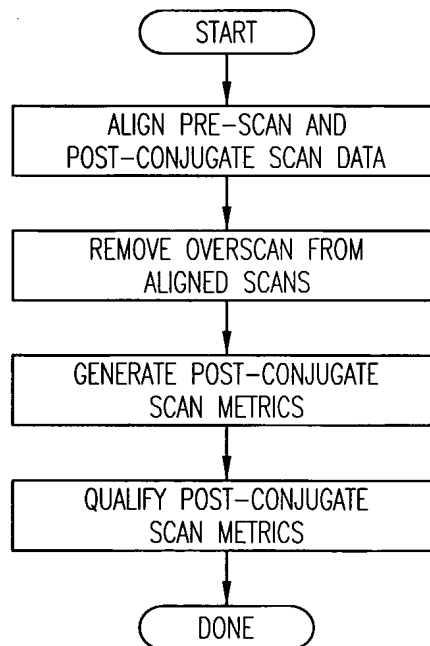 START
ALIGN PRE-SCAN AND
POST-CONJUGATE SCAN DATA
REMOVE OVERSCAN FROM
ALIGNED SCANS
GENERATE POST-CONJUGATE
SCAN METRICS
QUALIFY POST-CONJUGATE
SCAN METRICS
DONE